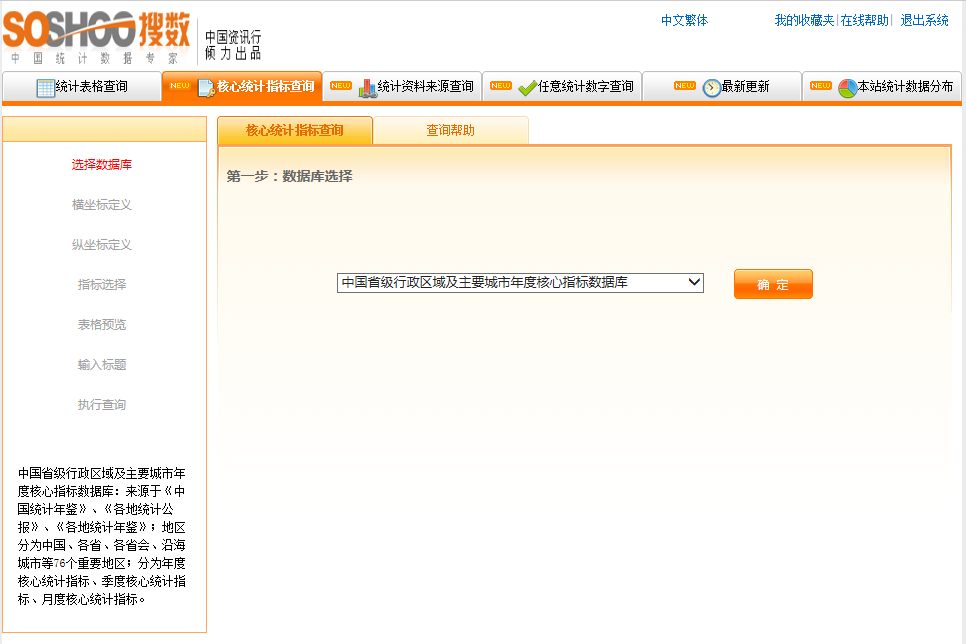 SOSHOO搜数
中国统计数据专家
中国资讯行
倾力出品
中文繁体 我的收藏夹|在线帮助| 退出系统
统计表格查询 NEW 核心统计指标查询 NEW 统计资料来源查询 NEW 任意统计数字查询 NEW 最新更新 NEW 本站统计数据分布
选择数据库
横坐标定义
纵坐标定义
指标选择
表格预览
输入标题
执行查询
中国省级行政区域及主要城市年
度核心指标数据库：来源于《中
国统计年鉴》、《各地统计公
报》、《各地统计年鉴》；地区
分为中国、各省、各省会、沿海
城市等76个重要地区；分为年度
核心统计指标、季度核心统计指
标、月度核心统计指标。
核心统计指标查询 查询帮助
第一步：数据库选择
中国省级行政区域及主要城市年度核心指标数据库
确 定